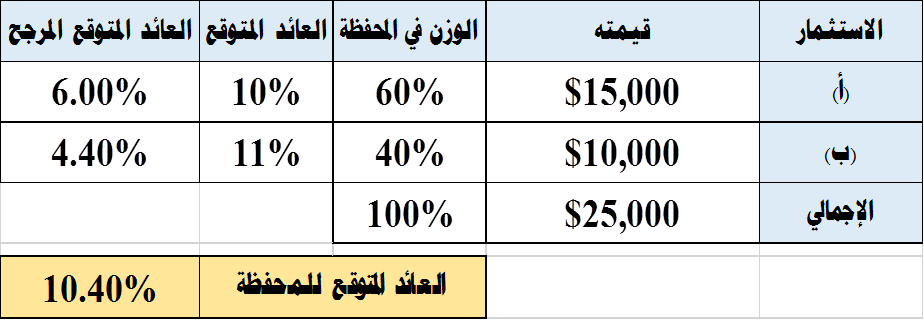 الاستثمار قيمته الوزن في المحفظة العائد المتوقع العائد المتوقع المرجح
(أ) $15,000 60% 10% 6.00%
(ب) $10,000 40% 11% 4.40%
الإجمالي $25,000 100%
العائد المتوقع للمحفظة 10.40%